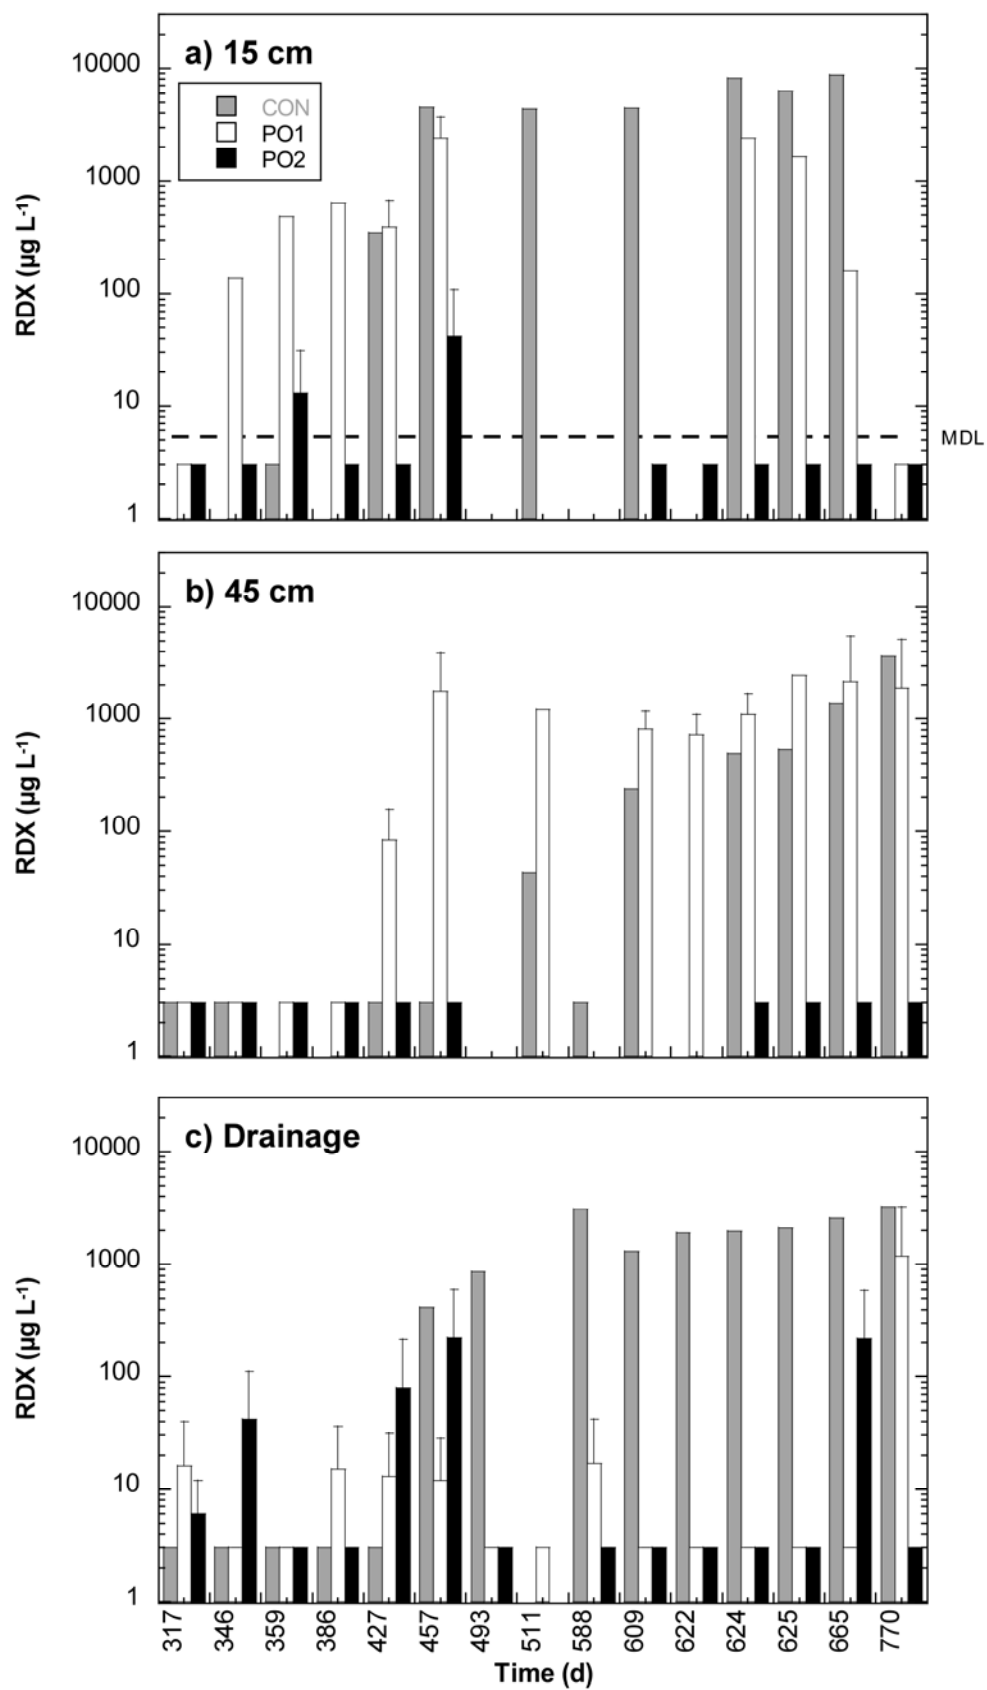 a) 15 cm
CON
PO1
PO2
10000
1000
100
10
1
RDX (µg L-1)
MDL
b) 45 cm
10000
1000
100
10
1
RDX (µg L-1)
c) Drainage
10000
1000
100
10
1
RDX (µg L-1)
317 346 359 386 427 457 493 511 588 609 622 624 625 665 770
Time (d)